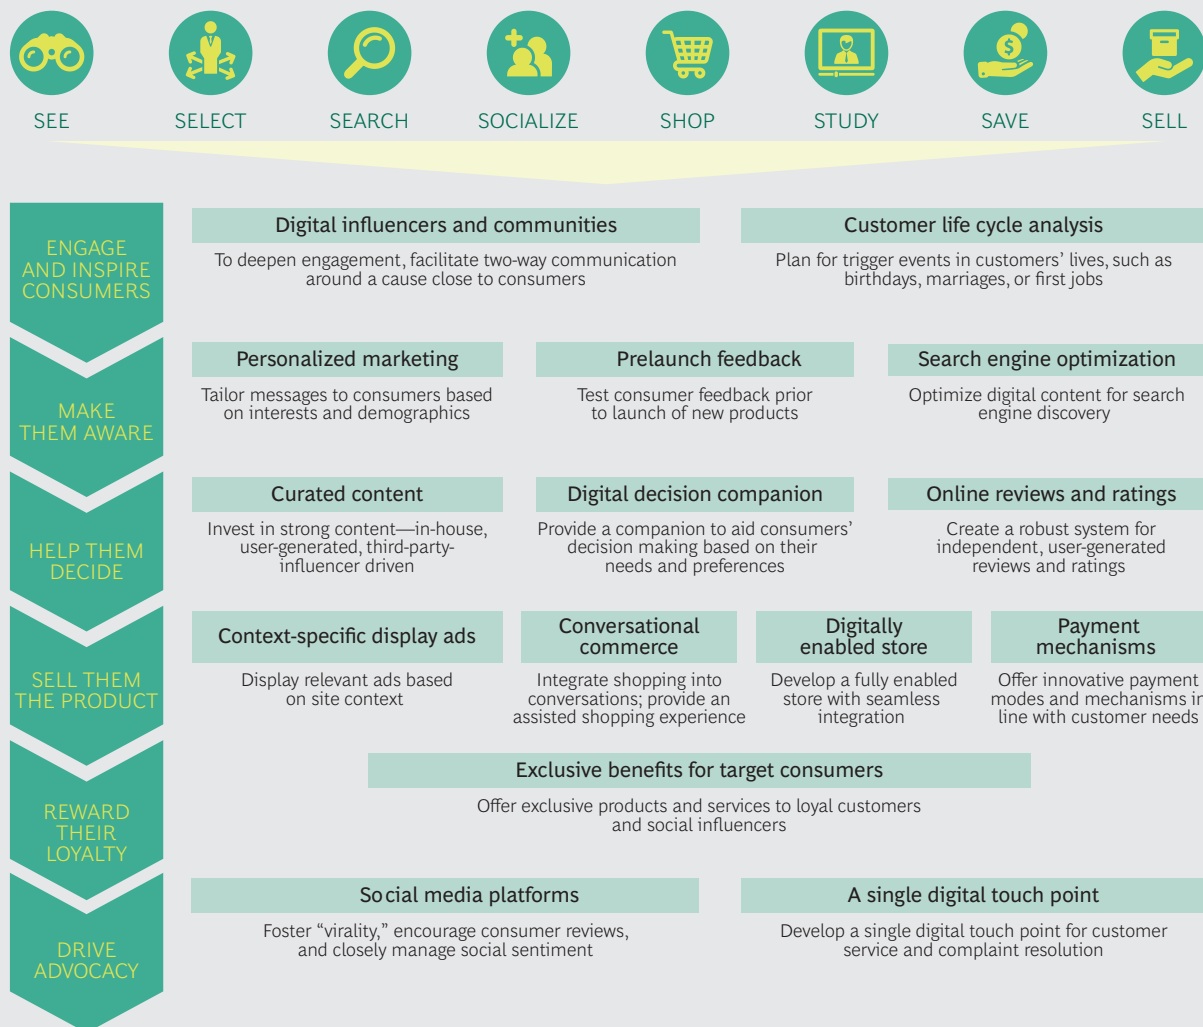 SEE
SELECT
SEARCH
SOCIALIZE
SHOP
STUDY
SAVE
SELL
ENGAGE
AND INSPIRE
CONSUMERS
Digital influencers and communities
To deepen engagement, facilitate two-way communication
around a cause close to consumers
Customer life cycle analysis
Plan for trigger events in customers’ lives, such as
birthdays, marriages, or first jobs
MAKE
THEM AWARE
Personalized marketing
Tailor messages to consumers based
on interests and demographics
Prelaunch feedback
Test consumer feedback prior
to launch of new products
Search engine optimization
Optimize digital content for search
engine discovery
HELP THEM
DECIDE
Curated content
Invest in strong content—in-house,
user-generated, third-party-
influencer driven
Digital decision companion
Provide a companion to aid consumers’
decision making based on their
needs and preferences
Online reviews and ratings
Create a robust system for
independent, user-generated
reviews and ratings
SELL THEM
THE PRODUCT
Context-specific display ads
Display relevant ads based
on site context
Conversational
commerce
Integrate shopping into
conversations; provide an
assisted shopping experience
Digitally
enabled store
Develop a fully enabled
store with seamless
integration
Payment
mechanisms
Offer innovative payment
modes and mechanisms in
line with customer needs
REWARD
THEIR
LOYALTY
Exclusive benefits for target consumers
Offer exclusive products and services to loyal customers
and social influencers
DRIVE
ADVOCACY
Social media platforms
Foster “virality,” encourage consumer reviews,
and closely manage social sentiment
A single digital touch point
Develop a single digital touch point for customer
service and complaint resolution